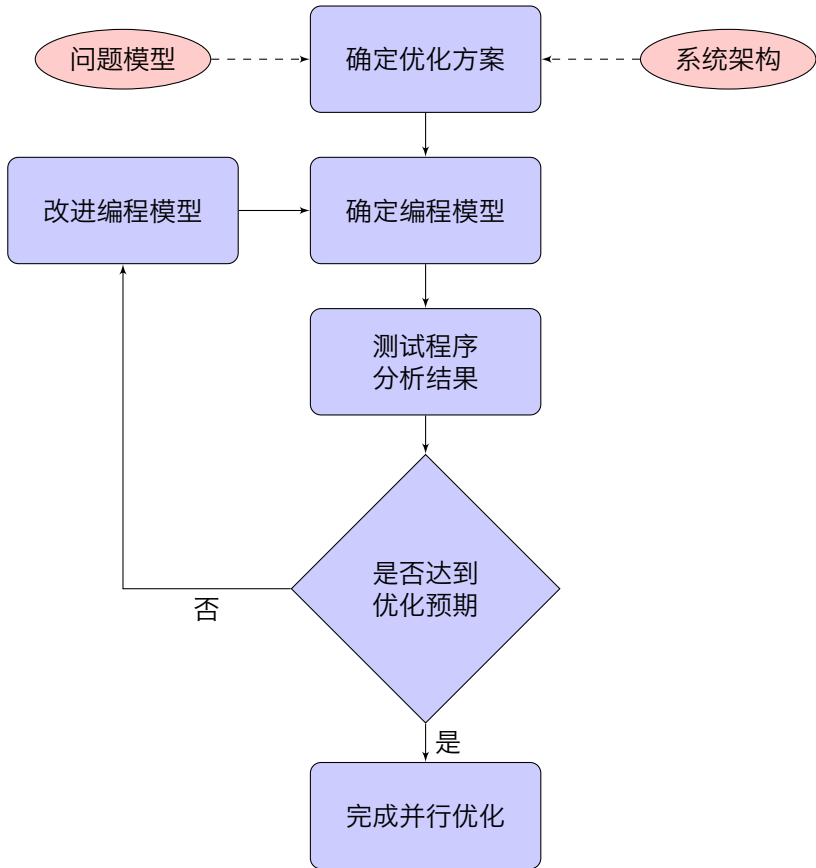 问题模型
确定优化方案
系统架构
改进编程模型
确定编程模型
测试程序
分析结果
是否达到
优化预期
否
是
完成并行优化